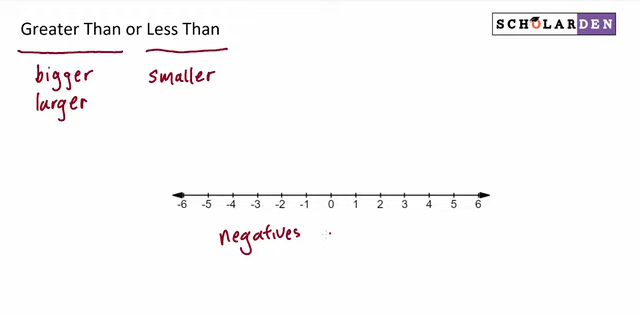 Greater Than or Less Than
SCHOLARDEN
bigger
smaller
larger
-6 -5 -4 -3 -2 -1 0 1 2 3 4 5 6
negatives